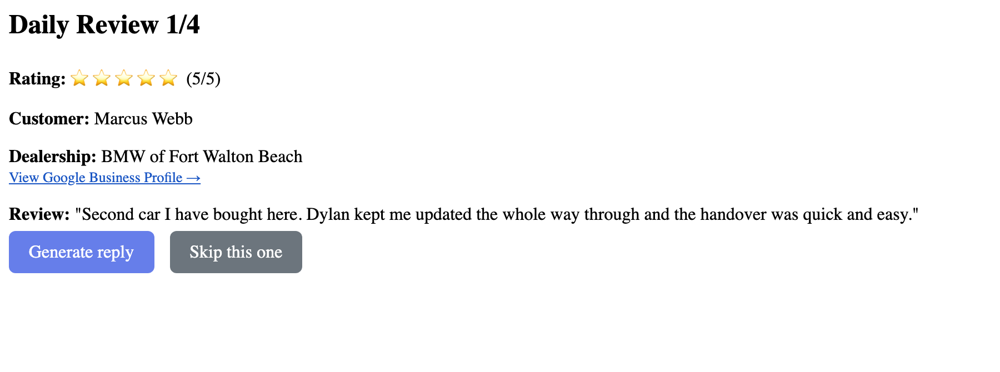 Daily Review 1/4
Rating: ⭐⭐⭐⭐⭐ (5/5)
Customer: Marcus Webb
Dealership: BMW of Fort Walton Beach
View Google Business Profile →
Review: "Second car I have bought here. Dylan kept me updated the whole way through and the handover was quick and easy."
Generate reply
Skip this one